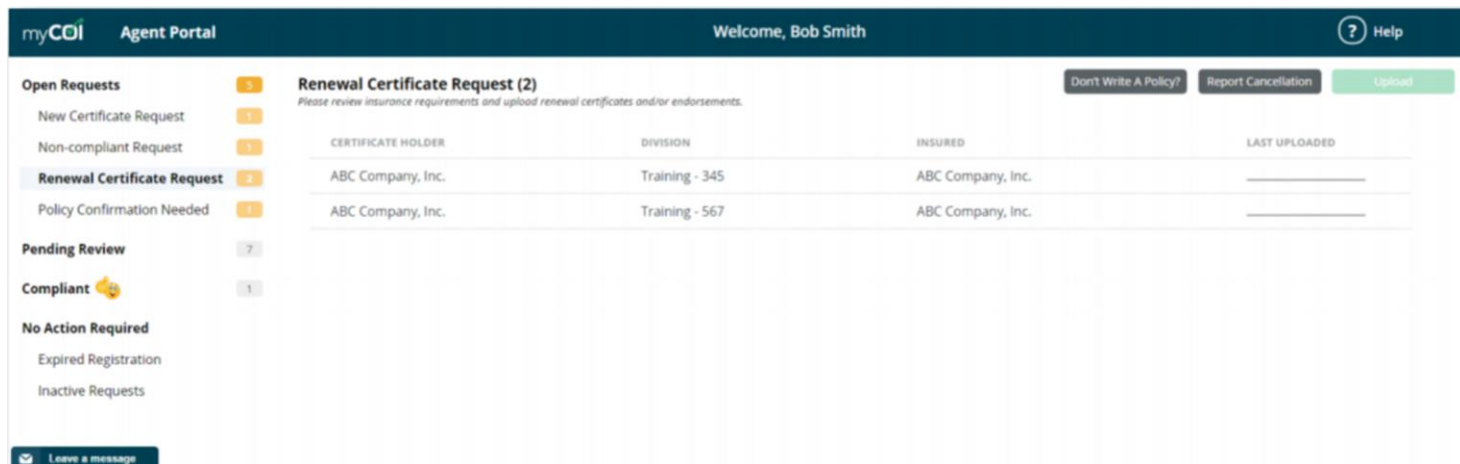 myCOI Agent Portal Welcome, Bob Smith ? Help
Open Requests 5
New Certificate Request 1
Non-compliant Request 1
Renewal Certificate Request 2
Policy Confirmation Needed 1
Pending Review 7
Compliant 1
No Action Required
Expired Registration
Inactive Requests
Leave a message
Renewal Certificate Request (2)
Please review insurance requirements and upload renewal certificates and/or endorsements.
Don't Write A Policy? Report Cancellation Upload
CERTIFICATE HOLDER DIVISION INSURED LAST UPLOADED
ABC Company, Inc. Training - 345 ABC Company, Inc.
ABC Company, Inc. Training - 567 ABC Company, Inc.